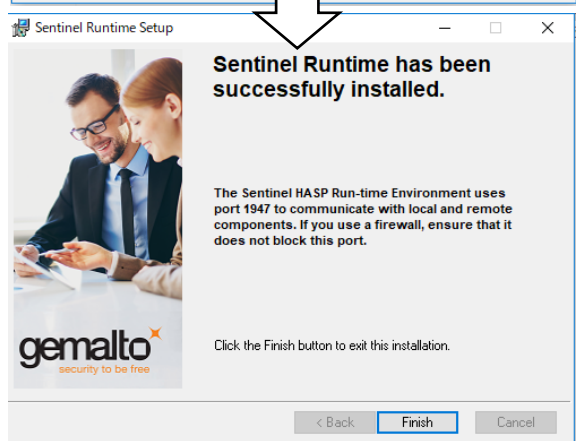 Sentinel Runtime Setup
Sentinel Runtime has been
successfully installed.
The Sentinel HASP Run-time Environment uses
port 1947 to communicate with local and remote
components. If you use a firewall, ensure that it
does not block this port.
gemalto
security to be free
Click the Finish button to exit this installation.
< Back Finish Cancel